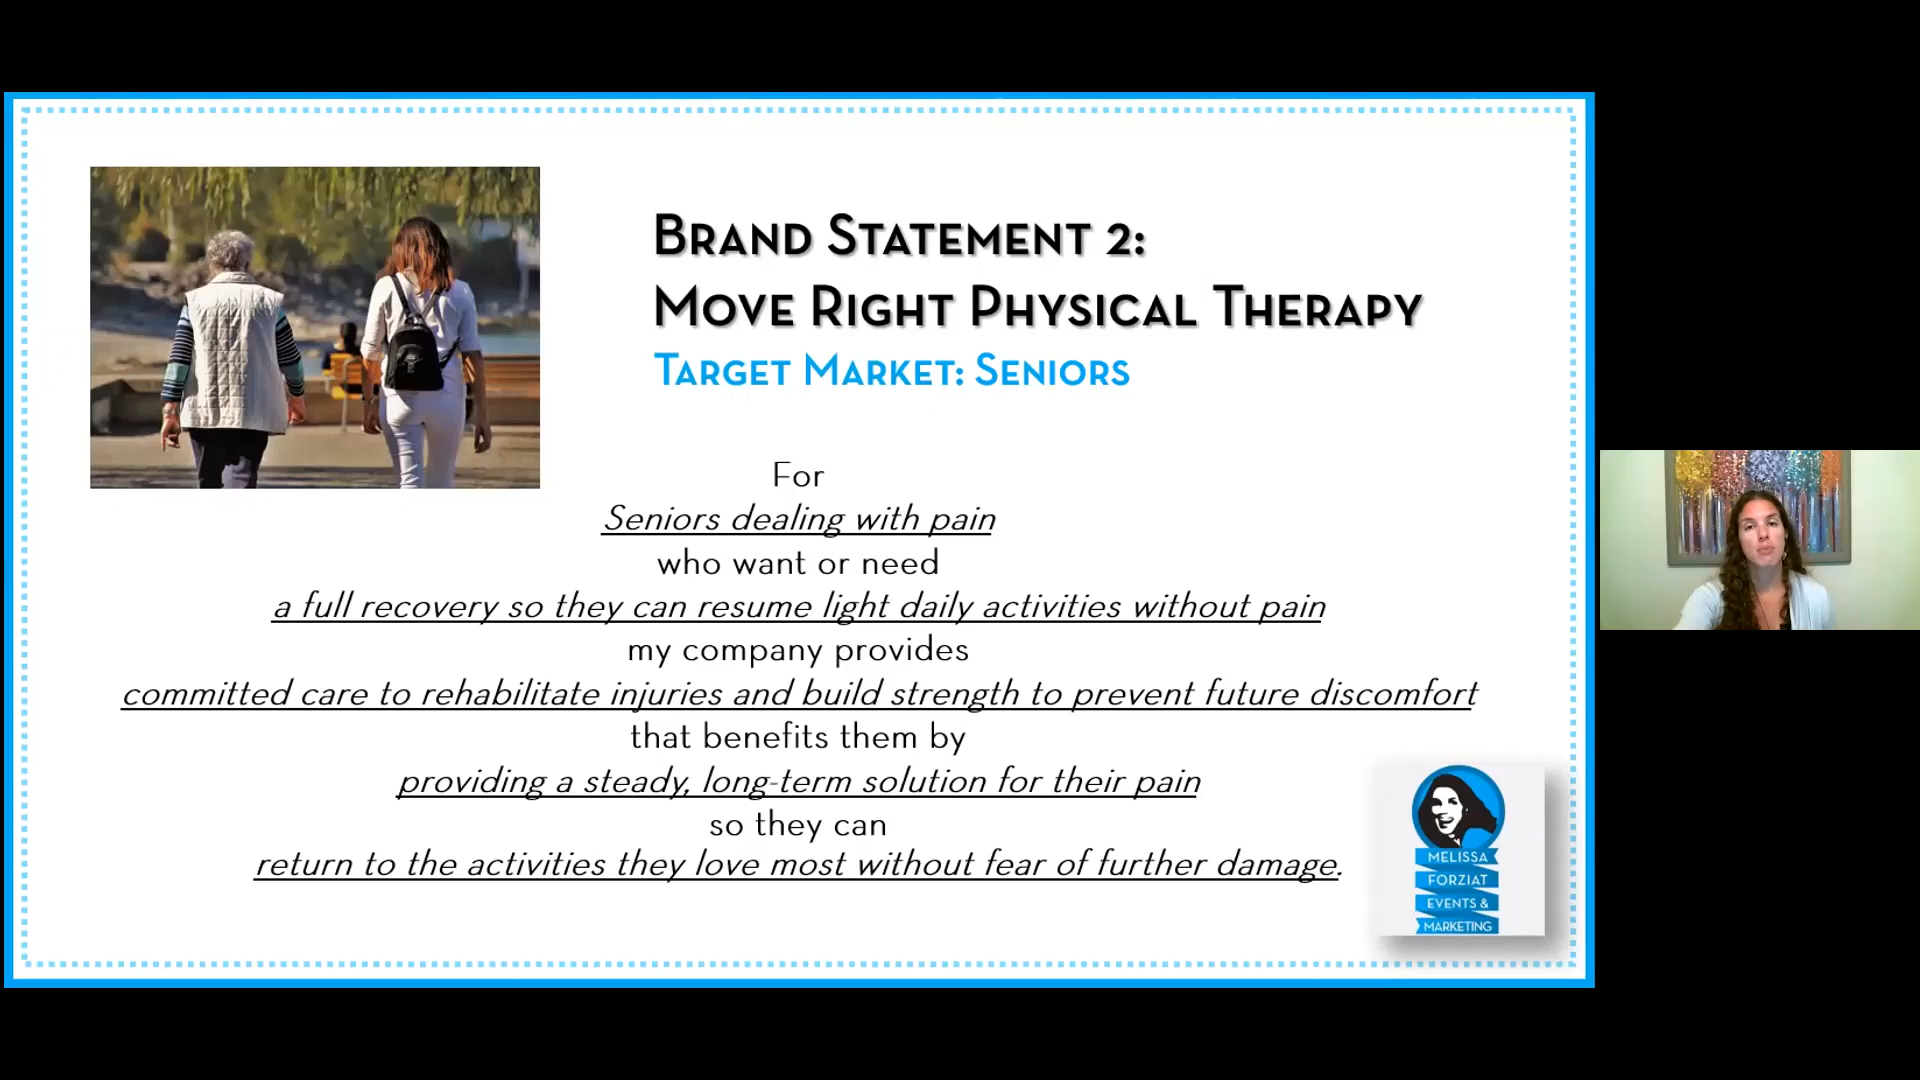 Brand Statement 2:
Move Right Physical Therapy
Target Market: Seniors
For
Seniors dealing with pain
who want or need
a full recovery so they can resume light daily activities without pain
my company provides
committed care to rehabilitate injuries and build strength to prevent future discomfort
that benefits them by
providing a steady, long-term solution for their pain
so they can
return to the activities they love most without fear of further damage.
MELISSA
FORZIAT
EVENTS &
MARKETING